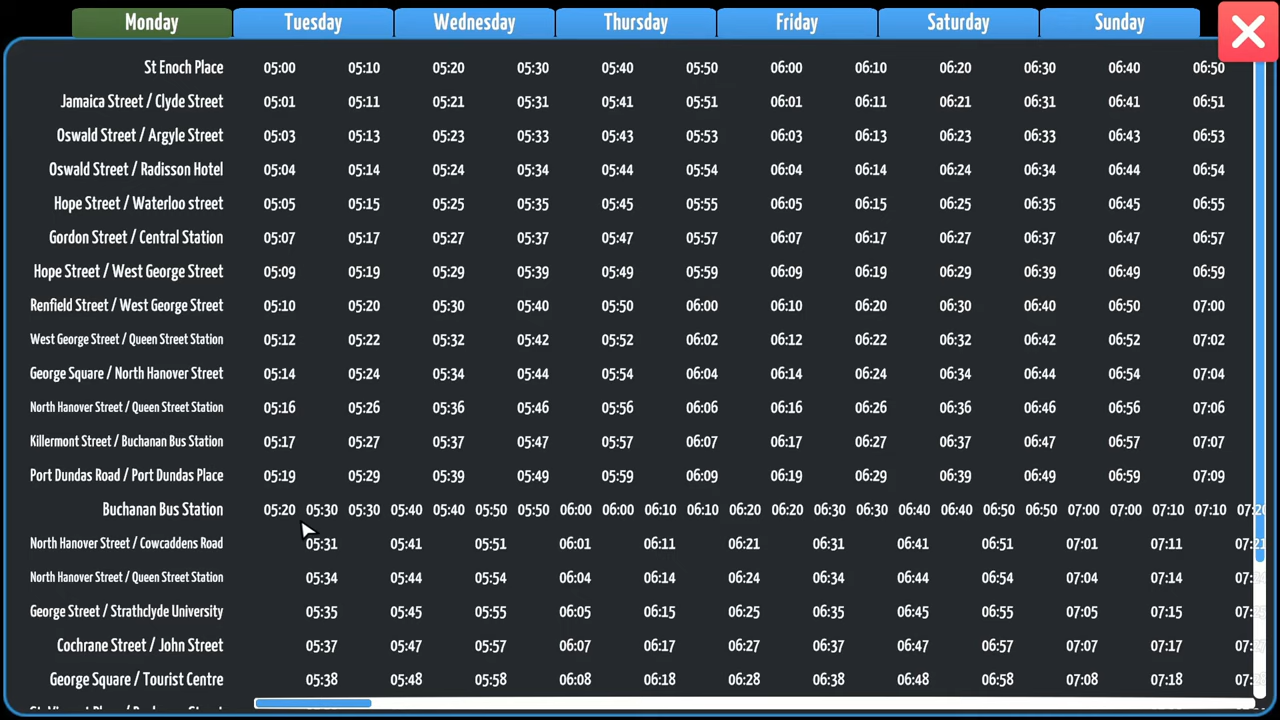 Monday Tuesday Wednesday Thursday Friday Saturday Sunday
St Enoch Place 05:00 05:10 05:20 05:30 05:40 05:50 06:00 06:10 06:20 06:30 06:40 06:50
Jamaica Street / Clyde Street 05:01 05:11 05:21 05:31 05:41 05:51 06:01 06:11 06:21 06:31 06:41 06:51
Oswald Street / Argyle Street 05:03 05:13 05:23 05:33 05:43 05:53 06:03 06:13 06:23 06:33 06:43 06:53
Oswald Street / Radisson Hotel 05:04 05:14 05:24 05:34 05:44 05:54 06:04 06:14 06:24 06:34 06:44 06:54
Hope Street / Waterloo street 05:05 05:15 05:25 05:35 05:45 05:55 06:05 06:15 06:25 06:35 06:45 06:55
Gordon Street / Central Station 05:07 05:17 05:27 05:37 05:47 05:57 06:07 06:17 06:27 06:37 06:47 06:57
Hope Street / West George Street 05:09 05:19 05:29 05:39 05:49 05:59 06:09 06:19 06:29 06:39 06:49 06:59
Renfield Street / West George Street 05:10 05:20 05:30 05:40 05:50 06:00 06:10 06:20 06:30 06:40 06:50 07:00
West George Street / Queen Street Station 05:12 05:22 05:32 05:42 05:52 06:02 06:12 06:22 06:32 06:42 06:52 07:02
George Square / North Hanover Street 05:14 05:24 05:34 05:44 05:54 06:04 06:14 06:24 06:34 06:44 06:54 07:04
North Hanover Street / Queen Street Station 05:16 05:26 05:36 05:46 05:56 06:06 06:16 06:26 06:36 06:46 06:56 07:06
Killermont Street / Buchanan Bus Station 05:17 05:27 05:37 05:47 05:57 06:07 06:17 06:27 06:37 06:47 06:57 07:07
Port Dundas Road / Port Dundas Place 05:19 05:29 05:39 05:49 05:59 06:09 06:19 06:29 06:39 06:49 06:59 07:09
Buchanan Bus Station 05:20 05:30 05:30 05:40 05:40 05:50 05:50 06:00 06:00 06:10 06:10 06:20 06:20 06:30 06:30 06:40 06:40 06:50 06:50 07:00 07:00 07:10 07:10 07:20
North Hanover Street / Cowcaddens Road 05:31 05:41 05:51 06:01 06:11 06:21 06:31 06:41 06:51 07:01 07:11 07:21
North Hanover Street / Queen Street Station 05:34 05:44 05:54 06:04 06:14 06:24 06:34 06:44 06:54 07:04 07:14
George Street / Strathclyde University 05:35 05:45 05:55 06:05 06:15 06:25 06:35 06:45 06:55 07:05 07:15
Cochrane Street / John Street 05:37 05:47 05:57 06:07 06:17 06:27 06:37 06:47 06:57 07:07 07:17
George Square / Tourist Centre 05:38 05:48 05:58 06:08 06:18 06:28 06:38 06:48 06:58 07:08 07:18